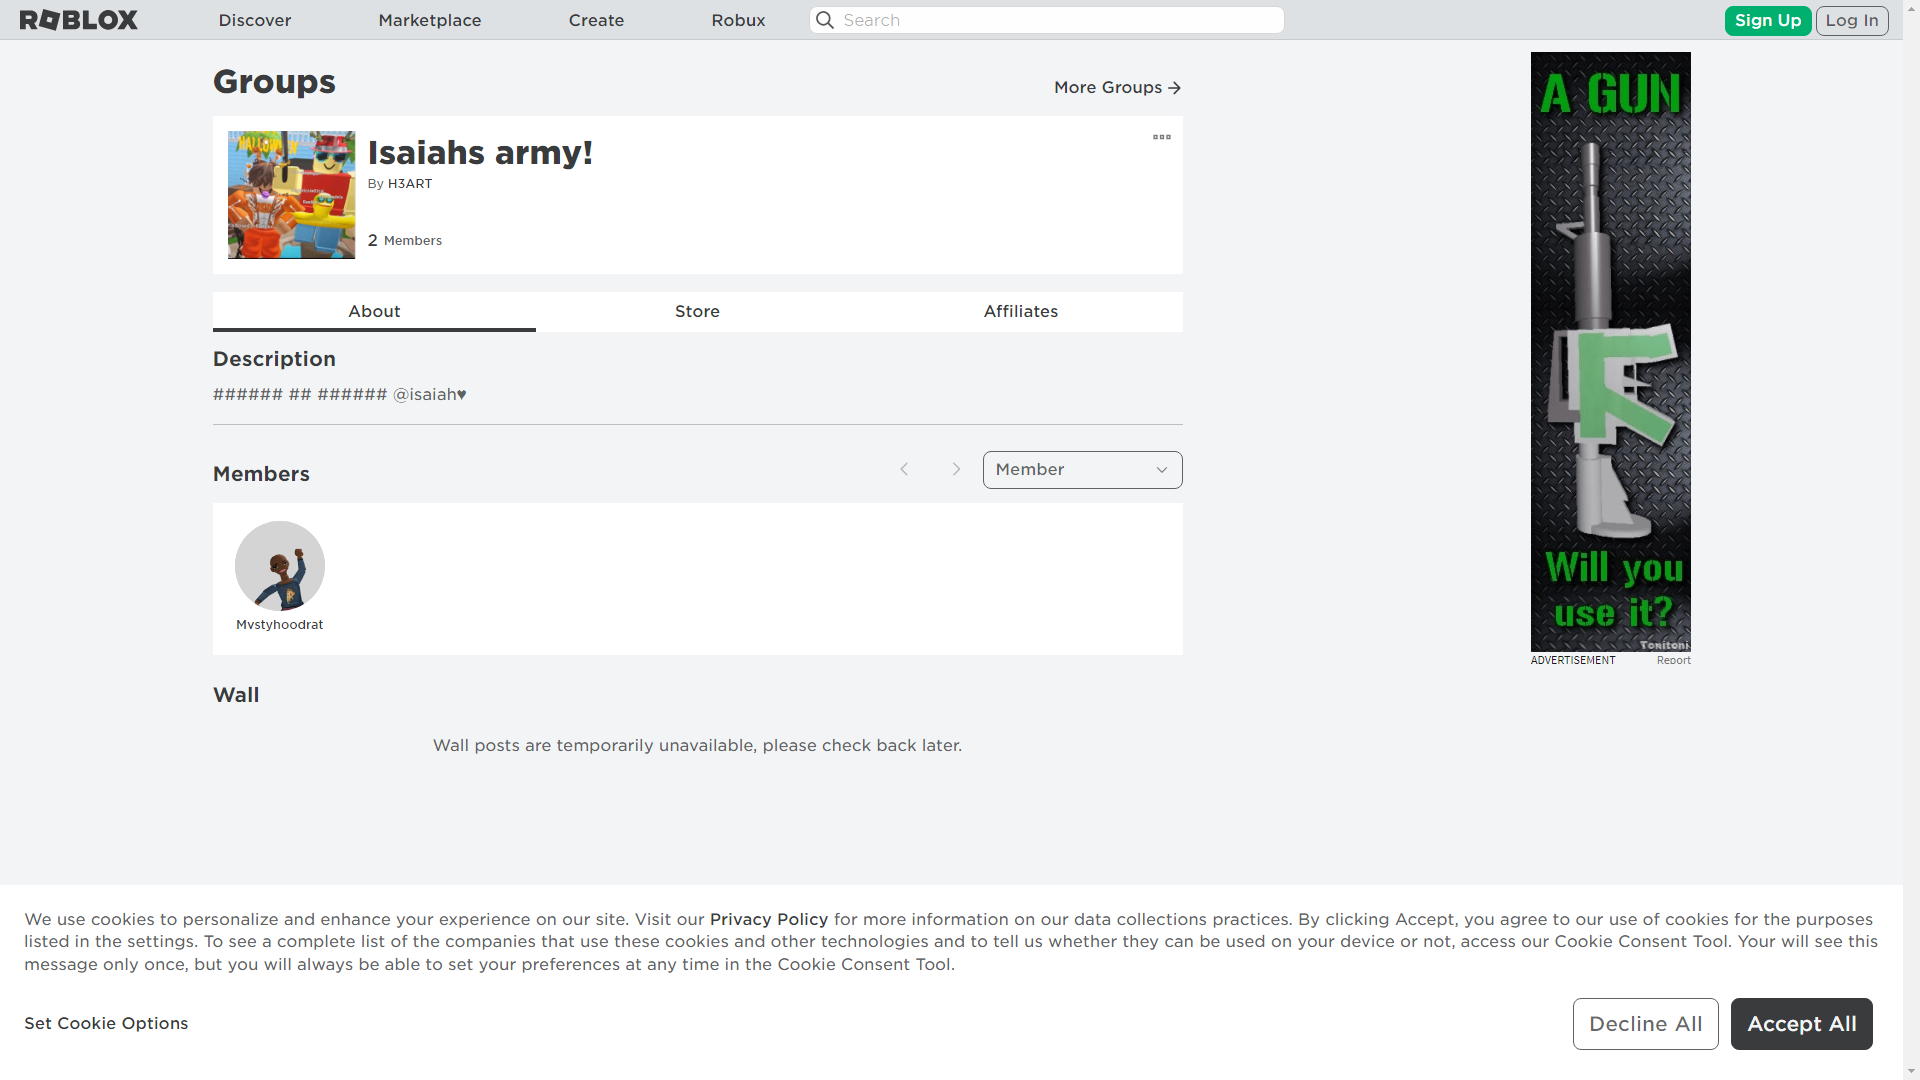 ROBLOX Discover Marketplace Create Robux Search Sign Up Log In
Groups
More Groups
Isaiahs army!
By H3ART
2 Members
About Store Affiliates
Description
###### ## ###### @isaiah♥
Members
Member
Mvstyhoodrat
Wall
Wall posts are temporarily unavailable, please check back later.
A GUN
Will you
use it?
Tonitoni
ADVERTISEMENT Report
We use cookies to personalize and enhance your experience on our site. Visit our Privacy Policy for more information on our data collections practices. By clicking Accept, you agree to our use of cookies for the purposes
listed in the settings. To see a complete list of the companies that use these cookies and other technologies and to tell us whether they can be used on your device or not, access our Cookie Consent Tool. Your will see this
message only once, but you will always be able to set your preferences at any time in the Cookie Consent Tool.
Set Cookie Options
Decline All
Accept All